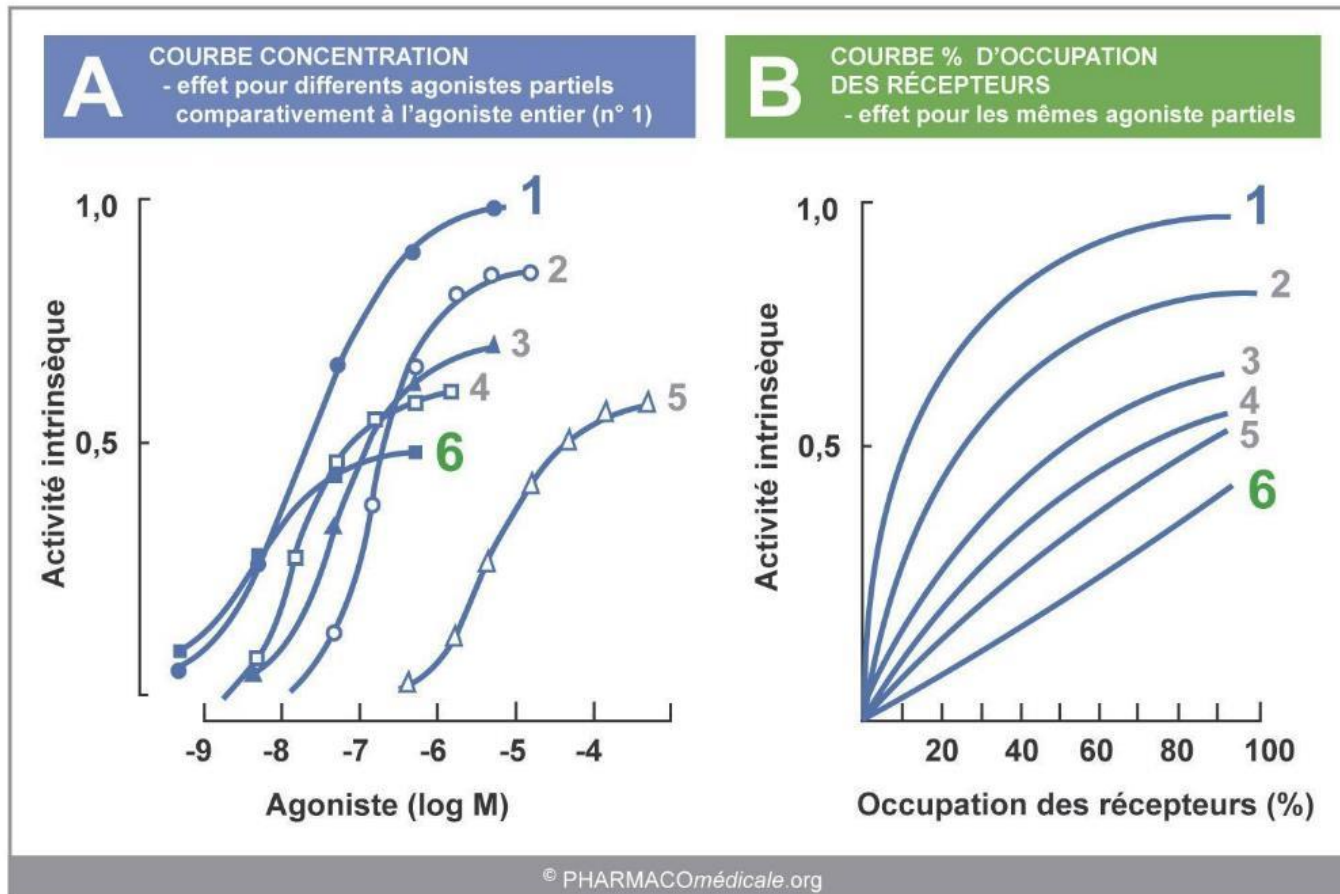 A
COURBE CONCENTRATION
- effet pour differents agonistes partiels
comparativement à l'agoniste entier (n° 1)
B
COURBE % D'OCCUPATION
DES RÉCEPTEURS
- effet pour les mêmes agoniste partiels
Activité intrinsèque
1,0
0,5
1
2
3
4
5
6
-9 -8 -7 -6 -5 -4
Agoniste (log M)
Activité intrinsèque
1,0
0,5
1
2
3
4
5
6
20 40 60 80 100
Occupation des récepteurs (%)
© PHARMACOmédicale.org